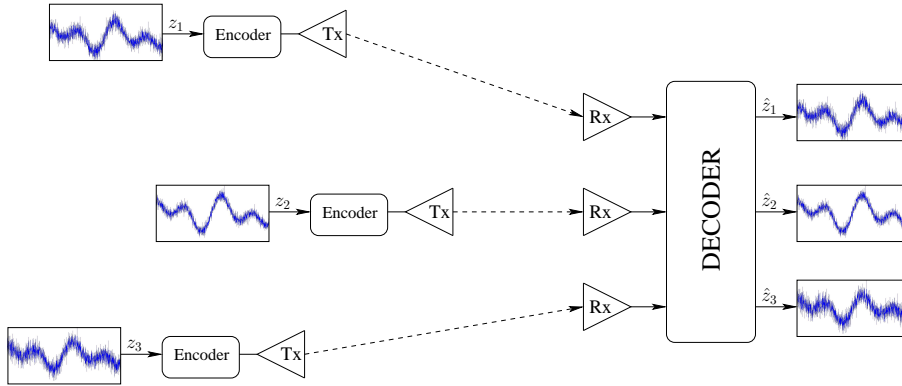 z₁ Encoder Tx
Rx ẑ₁
z₂ Encoder Tx Rx DECODER ẑ₂
Rx ẑ₃
z₃ Encoder Tx